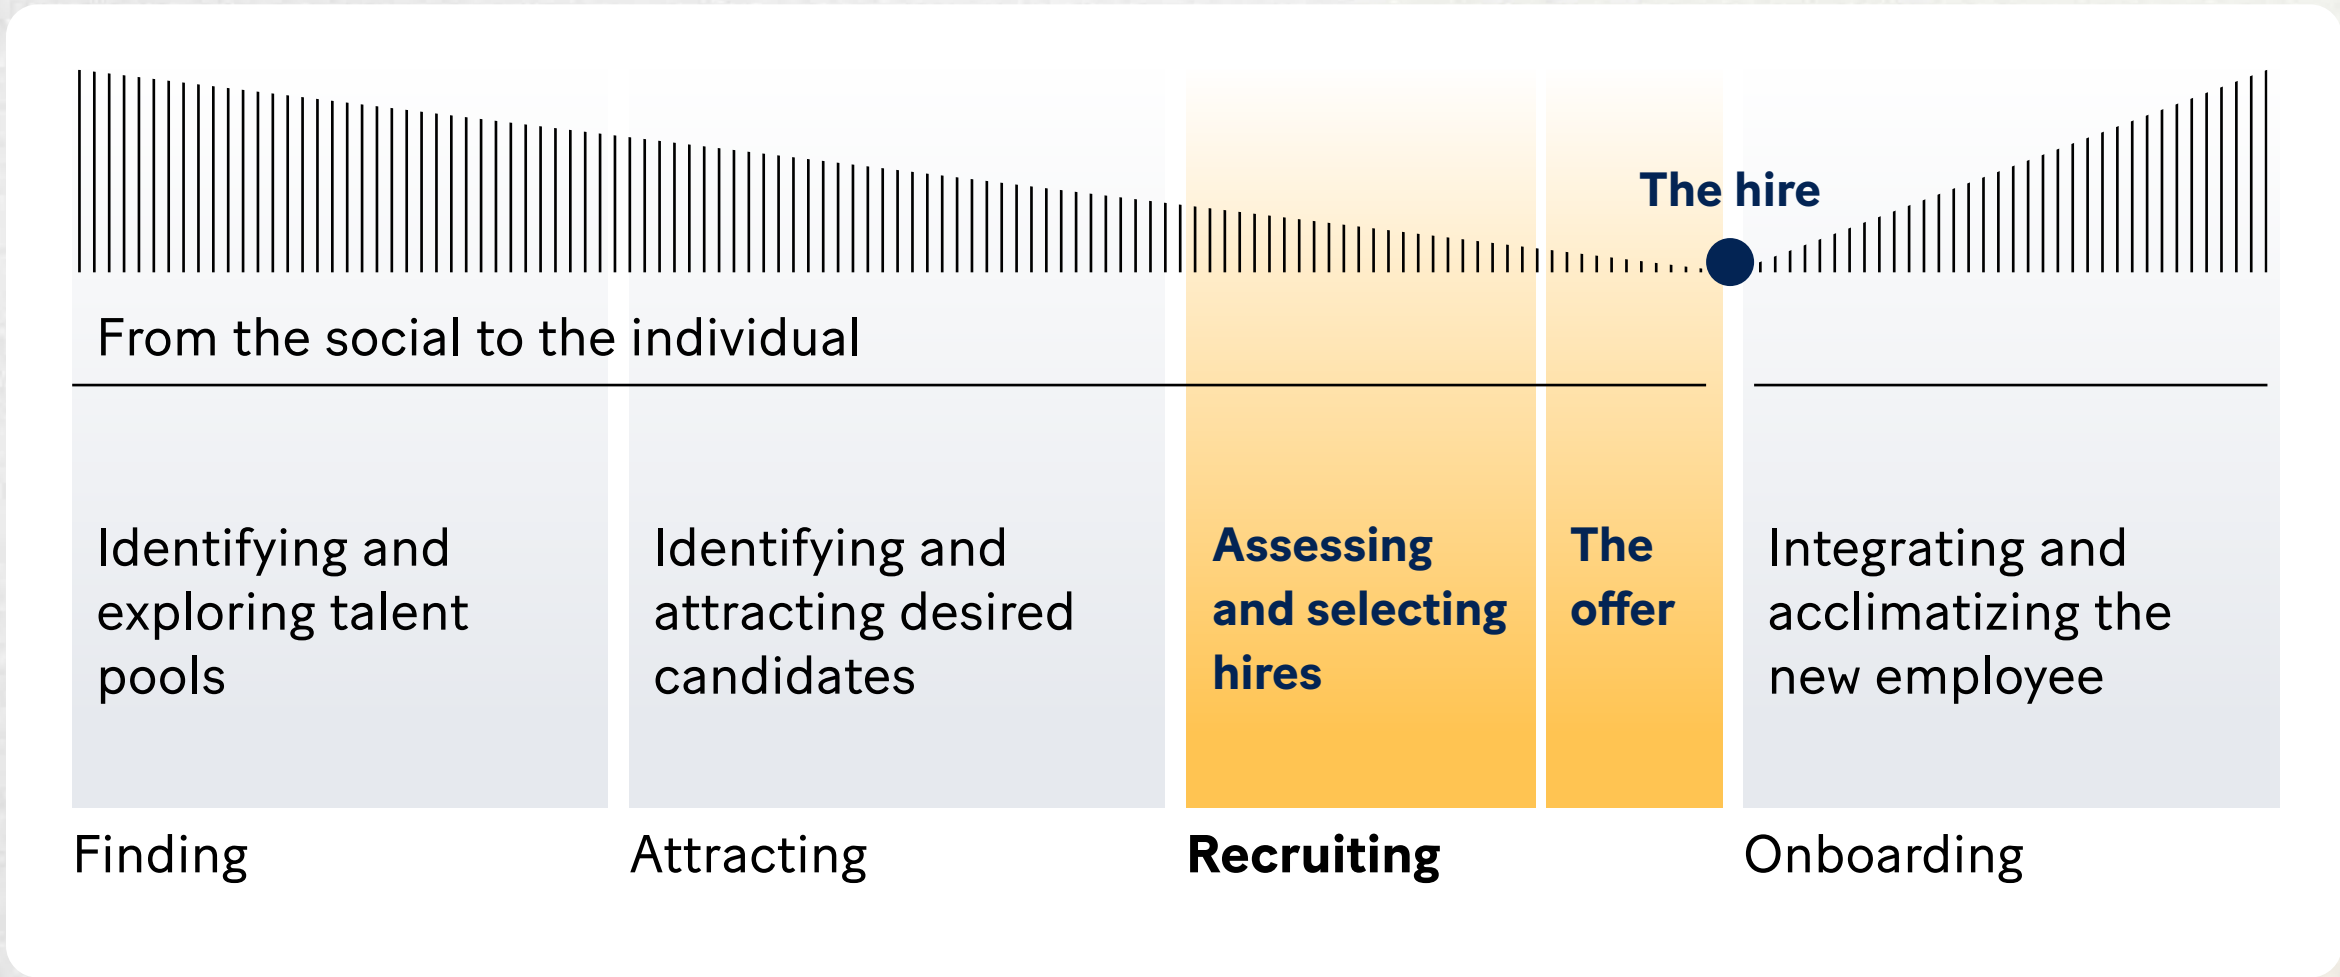 The hire
From the social to the individual
Identifying and
exploring talent
pools
Identifying and
attracting desired
candidates
Assessing
and selecting
hires
The
offer
Integrating and
acclimatizing the
new employee
Finding
Attracting
Recruiting
Onboarding